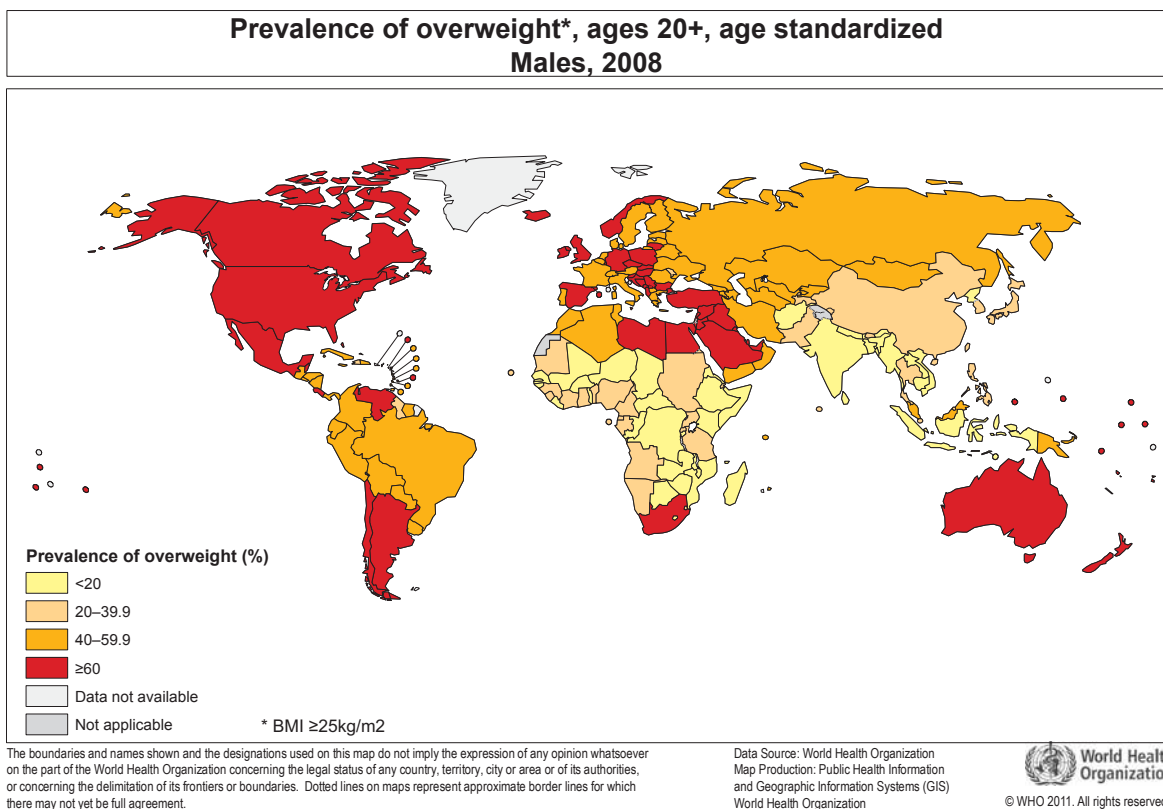 Prevalence of overweight*, ages 20+, age standardized
Males, 2008
Prevalence of overweight (%)
<20
20–39.9
40–59.9
≥60
Data not available
Not applicable
* BMI ≥25kg/m2
The boundaries and names shown and the designations used on this map do not imply the expression of any opinion whatsoever
on the part of the World Health Organization concerning the legal status of any country, territory, city or area or of its authorities,
or concerning the delimitation of its frontiers or boundaries. Dotted lines on maps represent approximate border lines for which
there may not yet be full agreement.
Data Source: World Health Organization
Map Production: Public Health Information
and Geographic Information Systems (GIS)
World Health Organization
World Healt
Organizatio
© WHO 2011. All rights reserve